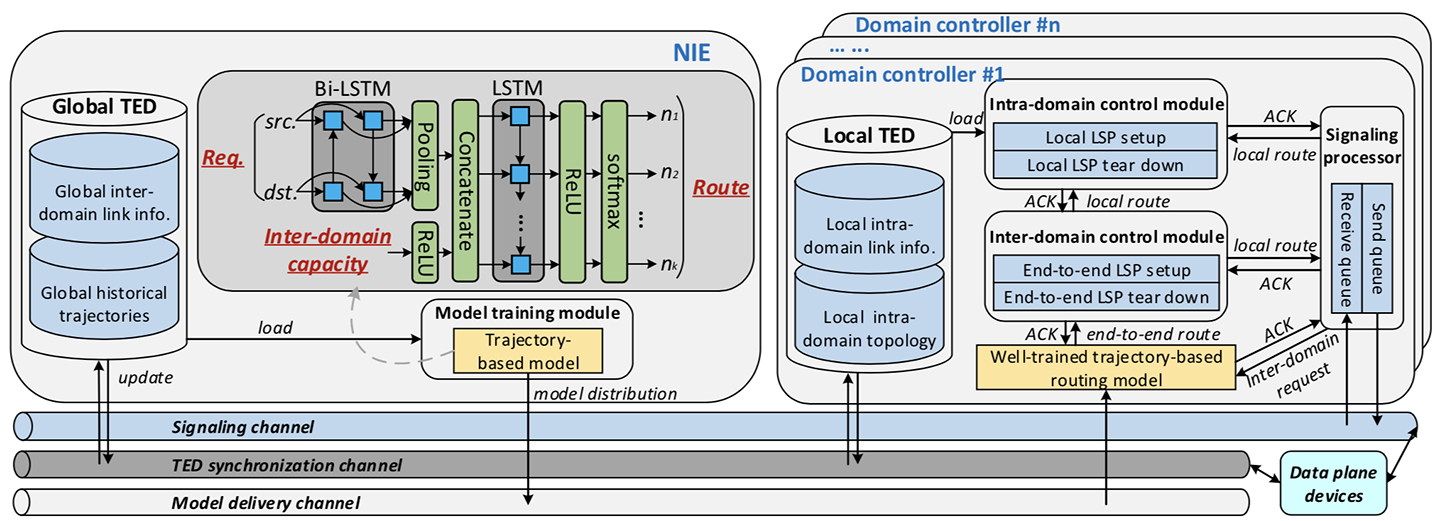 NIE
Global TED
Global inter-
domain link info.
Global historical
trajectories
Req.
src.
dst.
Bi-LSTM
Pooling
Inter-domain
capacity
ReLU
Concatenate
LSTM
...
ReLU
softmax
n1
n2
...
nk
Route
load
Model training module
Trajectory-
based model
update
model distribution
Domain controller #n
... ...
Domain controller #1
Local TED
Local intra-
domain link info.
Local intra-
domain topology
load
Intra-domain control module
Local LSP setup
Local LSP tear down
ACK
local route
ACK
local route
Inter-domain control module
End-to-end LSP setup
End-to-end LSP tear down
local route
ACK
ACK
end-to-end route
Well-trained trajectory-based
routing model
ACK
Inter-domain
request
Signaling
processor
Receive queue
Send queue
Signaling channel
TED synchronization channel
Model delivery channel
Data plane
devices